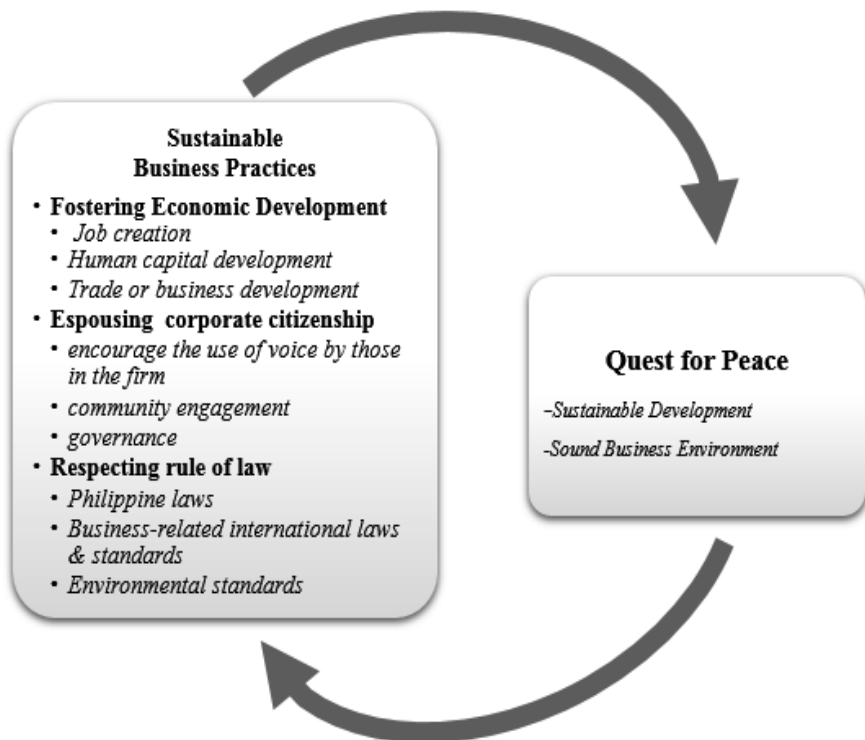 Sustainable
Business Practices
• Fostering Economic Development
• Job creation
• Human capital development
• Trade or business development
• Espousing corporate citizenship
• encourage the use of voice by those
in the firm
• community engagement
• governance
• Respecting rule of law
• Philippine laws
• Business-related international laws
& standards
• Environmental standards
Quest for Peace
-Sustainable Development
-Sound Business Environment